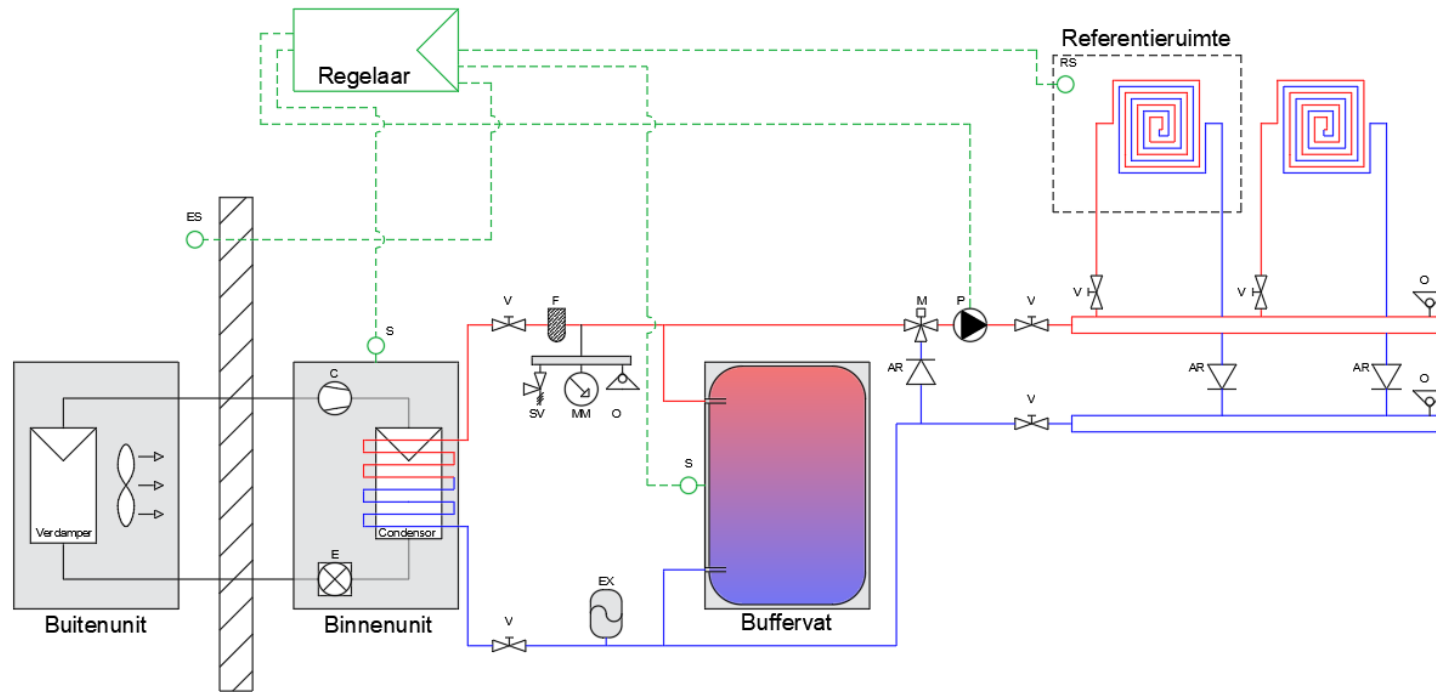 Regelaar
Referentieruimte
RS
ES
V
F
M
P
V
V
V
O
S
C
SV
MM
O
AR
AR
AR
O
V
S
Verdamper
Condensor
E
EX
V
Buitenunit
Binnenunit
Buffervat